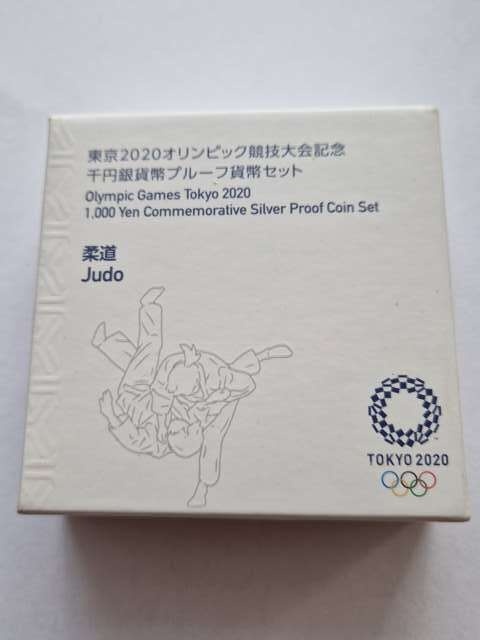 東京2020オリンピック競技大会記念
千円銀貨幣プルーフ貨幣セット
Olympic Games Tokyo 2020
1,000 Yen Commemorative Silver Proof Coin Set
柔道
Judo
TOKYO 2020